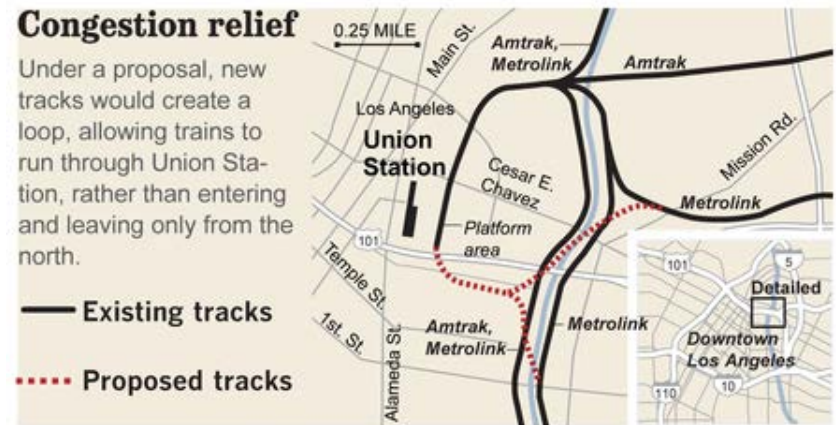 Congestion relief
Under a proposal, new
tracks would create a
loop, allowing trains to
run through Union Sta-
tion, rather than entering
and leaving only from the
north.
Existing tracks
Proposed tracks
0.25 MILE
Main St.
Amtrak,
Metrolink
Amtrak
Los Angeles
Union
Station
Cesar E.
Chavez
Mission Rd.
Metrolink
Platform
area
101
Temple St.
1st. St.
Alameda St.
Amtrak,
Metrolink
Metrolink
101
5
Detailed
Downtown
Los Angeles
110
10